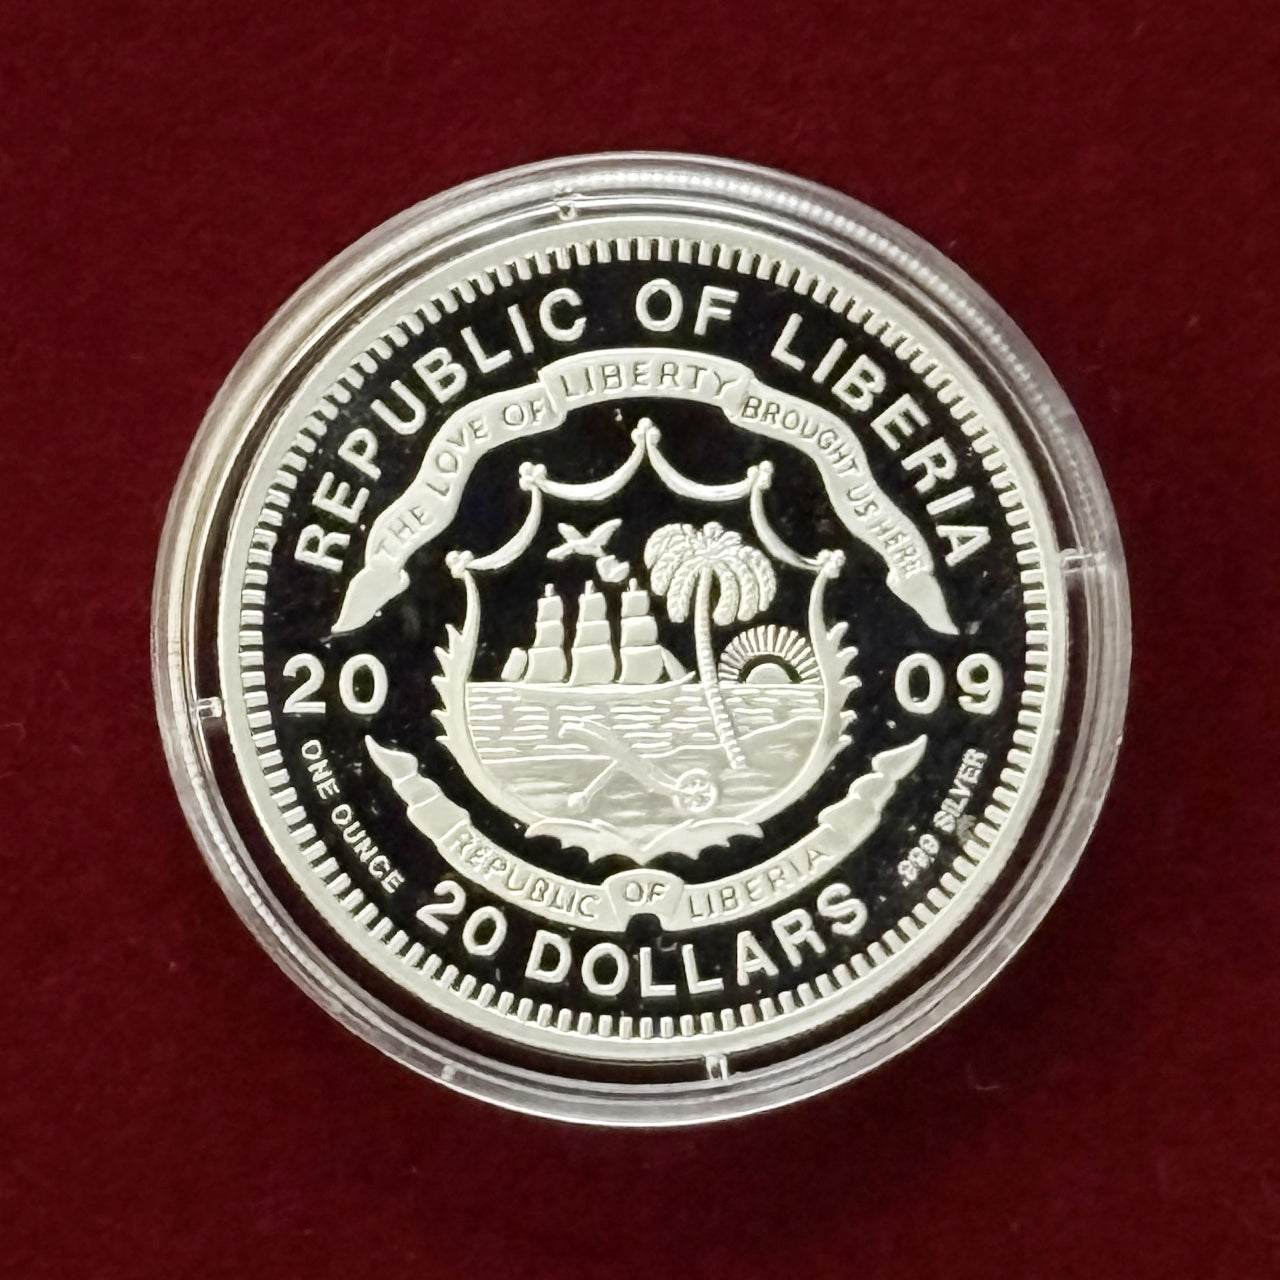 REPUBLIC OF LIBERIA
THE LOVE OF LIBERTY BROUGHT US HERE
20 09
ONE OUNCE
.999 SILVER
REPUBLIC OF LIBERIA
20 DOLLARS